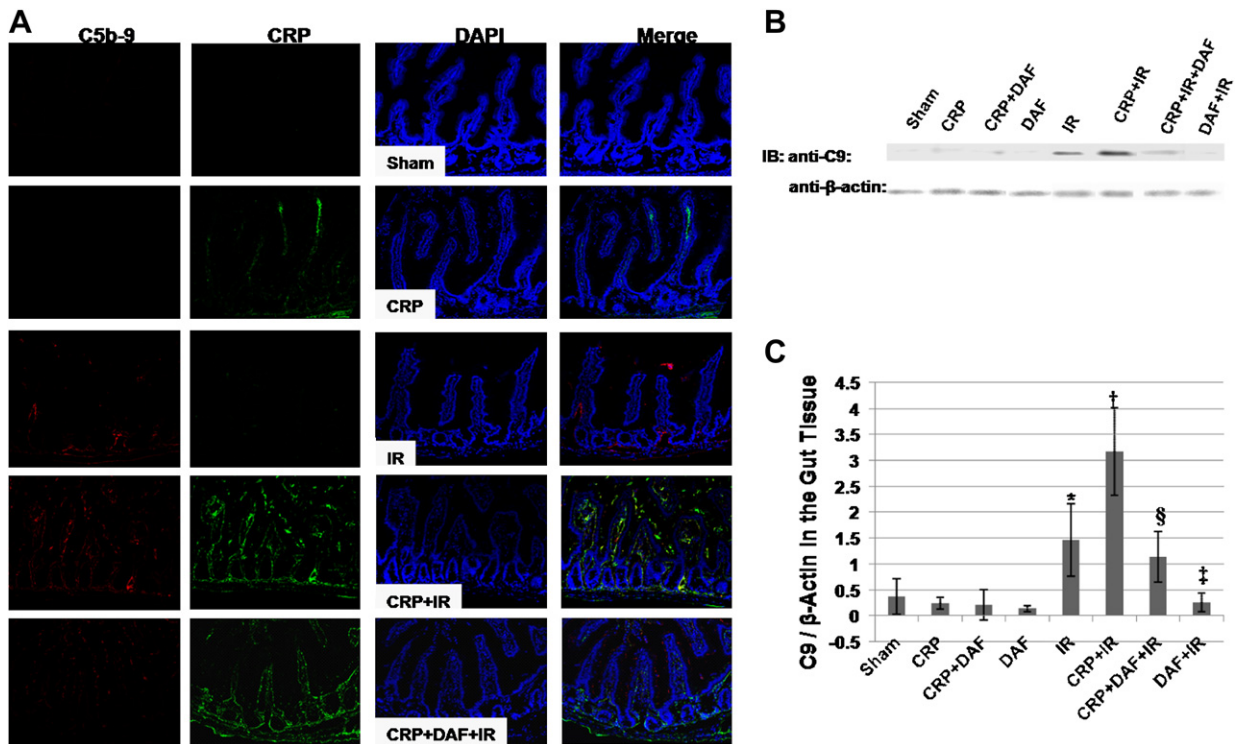 A
C5b-9 CRP DAPI Merge
Sham
CRP
IR
CRP+IR
CRP+DAF+IR
B
Sham CRP CRP+DAF DAF IR CRP+IR CRP+IR+DAF DAF+IR
IB: anti-C9:
anti-β-actin:
C
C9 / β-Actin in the Gut Tissue
4.5
4
3.5
3
2.5
2
1.5
1
0.5
0
-0.5
* † § ‡
Sham CRP CRP+DAF DAF IR CRP+IR CRP+DAF+IR DAF+IR